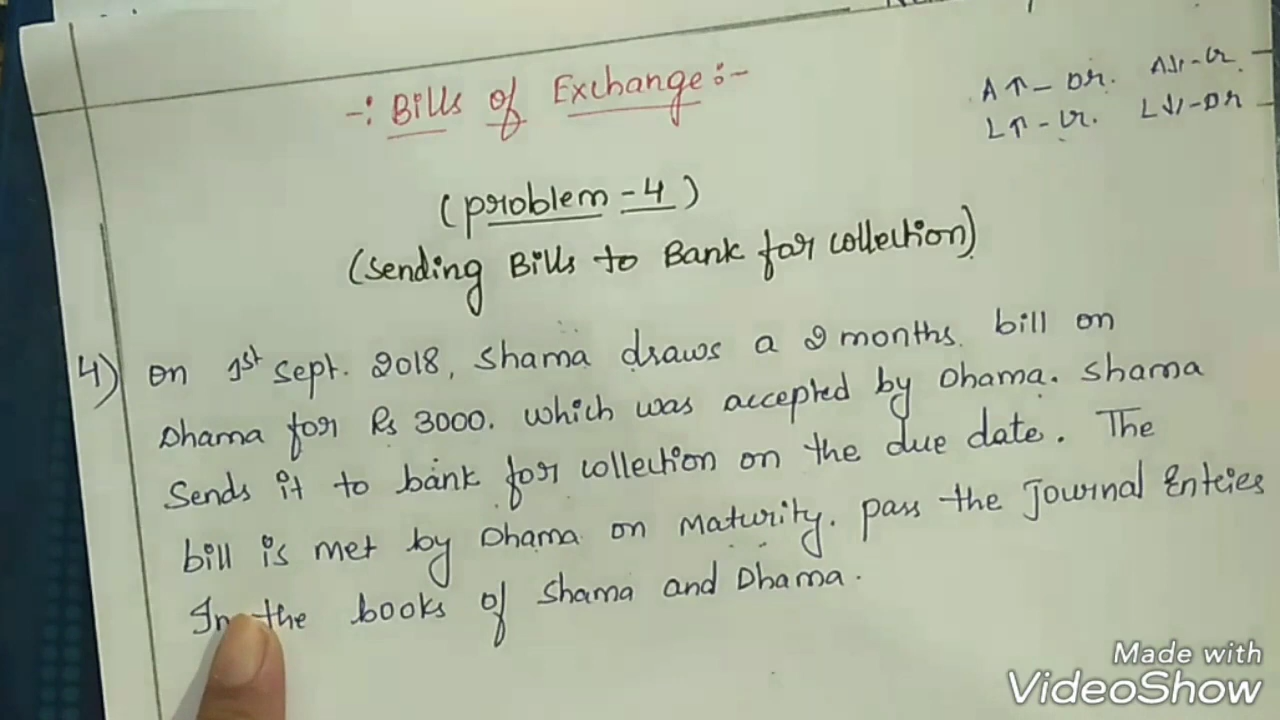 -: Bills of Exchange :-
A↑ - Dr. A↓ - Cr.
L↑ - Cr. L↓ - Dr
(problem - 4)
(Sending Bills to Bank for collection)
4) On 1st Sept. 2018, Shama draws a 2 months bill on
Dhama for Rs 3000. which was accepted by Dhama. Shama
Sends it to bank for collection on the due date. The
bill is met by Dhama on Maturity. pass the Journal Entries
In the books of Shama and Dhama.
Made with
VideoShow